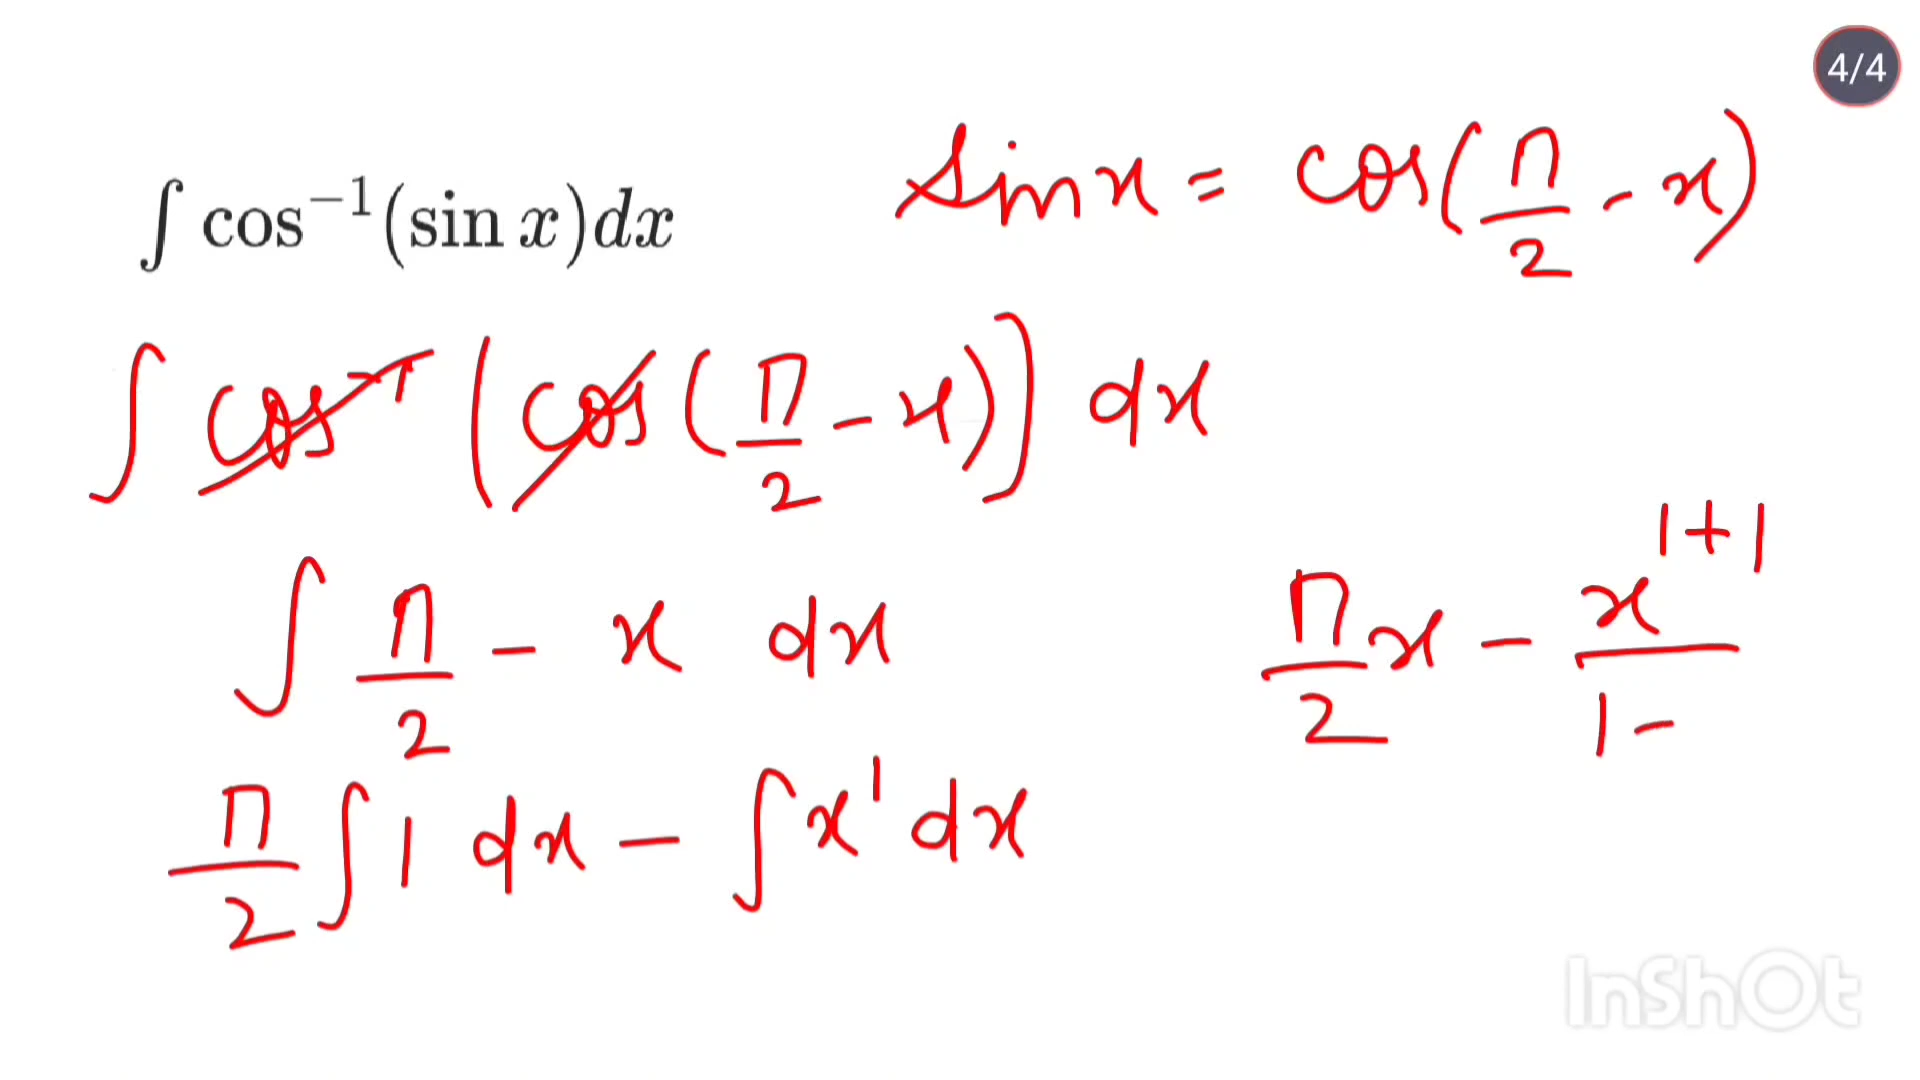 4/4
∫ cos⁻¹(sin x)dx
sin x = cos(π/2 - x)
∫ cos⁻¹ (cos (π/2 - x)) dx
∫ π/2 - x dx
π/2 x - x^(1+1)/1-
π/2 ∫ 1 dx - ∫ x¹ dx
InShOt